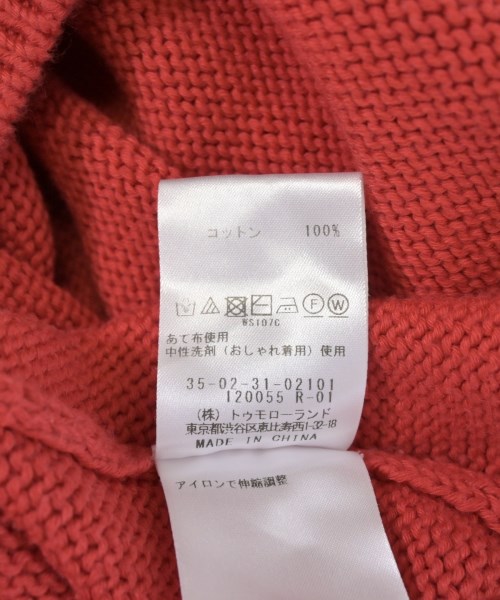 コットン 100%
F W
WS107C
あて布使用
中性洗剤（おしゃれ着用）使用
35-02-31-02101
120055 R-01
（株）トゥモローランド
東京都渋谷区恵比寿西1-32-18
MADE IN CHINA
アイロンで伸縮調整